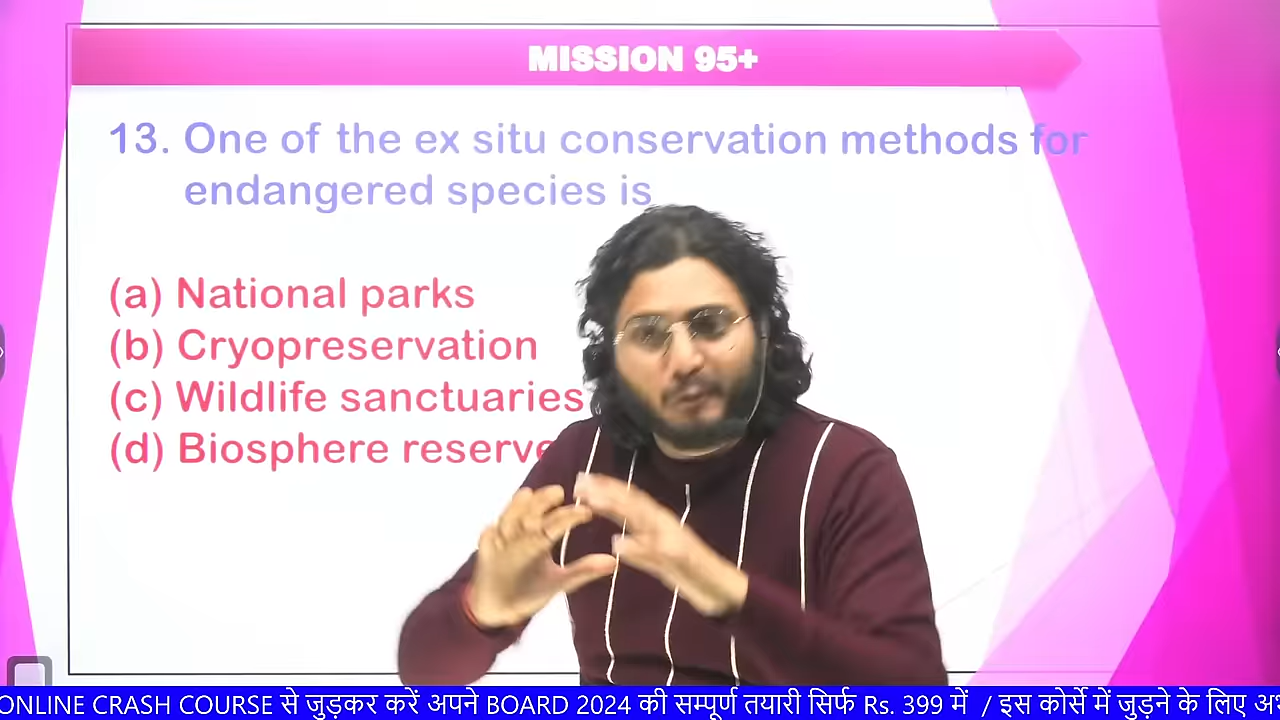 MISSION 95+
13. One of the ex situ conservation methods for
endangered species is
(a) National parks
(b) Cryopreservation
(c) Wildlife sanctuaries
(d) Biosphere reserve
ONLINE CRASH COURSE से जुड़कर करें अपने BOARD 2024 की सम्पूर्ण तयारी सिर्फ Rs. 399 में / इस कोर्से में जुड़ने के लिए